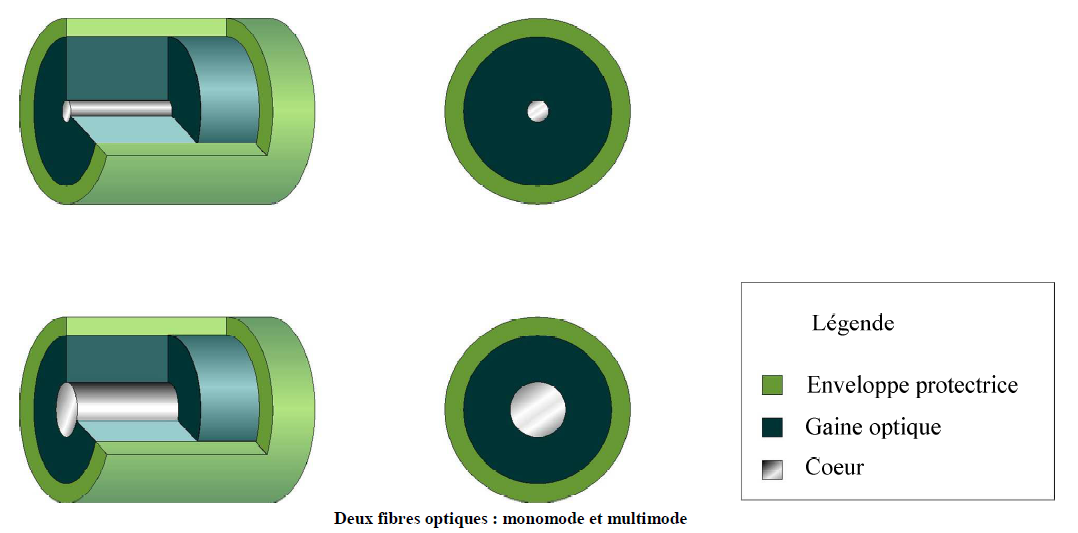 Légende
Enveloppe protectrice
Gaine optique
Coeur
Deux fibres optiques : monomode et multimode